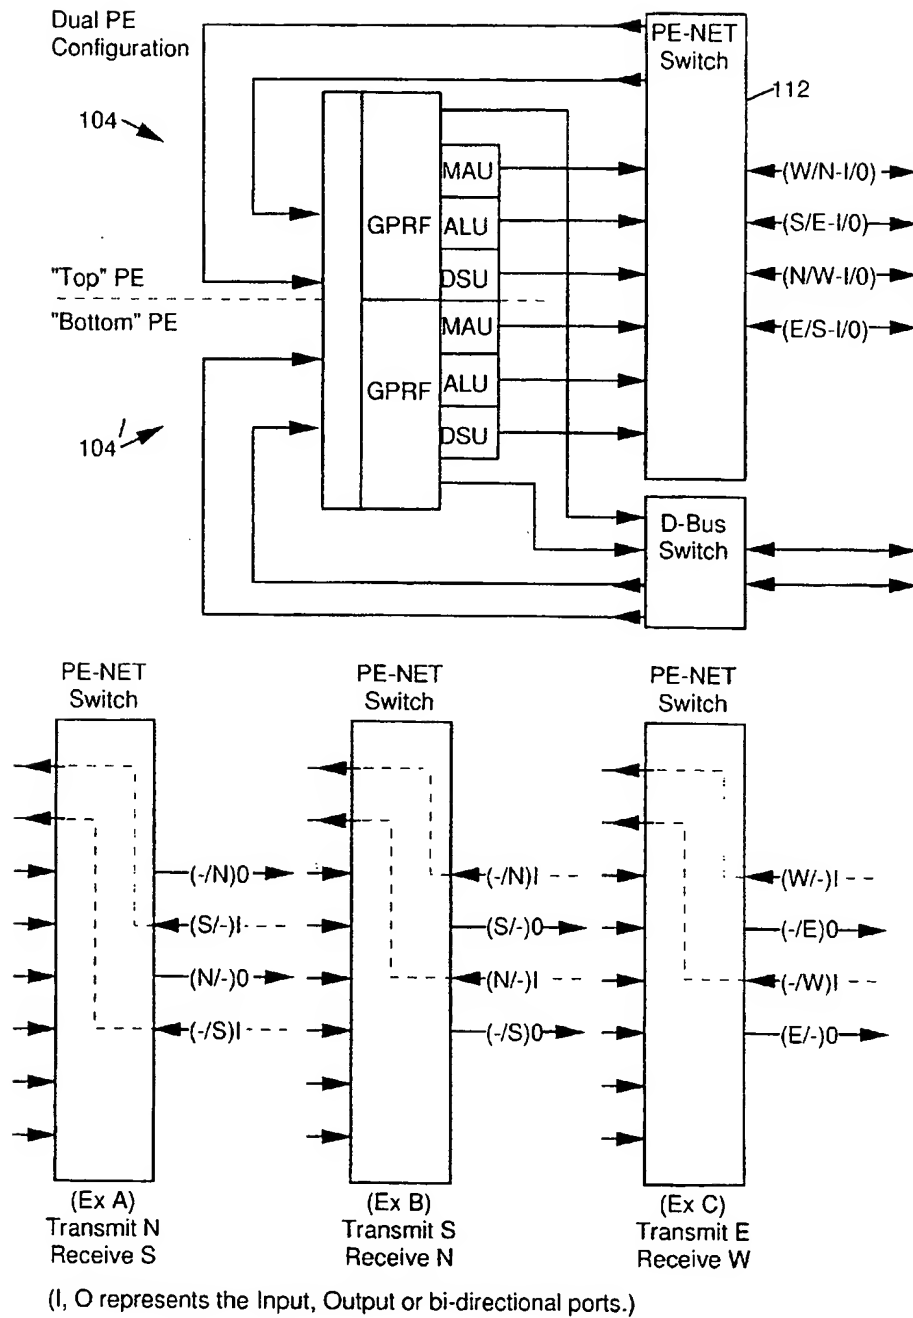 Dual PE
Configuration
PE-NET
Switch
112
104
MAU
(W/N-I/0)
GPRF
ALU
(S/E-I/0)
"Top" PE
DSU
(N/W-I/0)
"Bottom" PE
MAU
(E/S-I/0)
GPRF
ALU
104'
DSU
D-Bus
Switch
PE-NET
Switch
PE-NET
Switch
PE-NET
Switch
(-/N)0
(S/-)I
(N/-)0
(-/S)I
(-/N)I
(S/-)0
(N/-)I
(-/S)0
(W/-)I
(-/E)0
(-/W)I
(E/-)0
(Ex A)
Transmit N
Receive S
(Ex B)
Transmit S
Receive N
(Ex C)
Transmit E
Receive W
(I, O represents the Input, Output or bi-directional ports.)